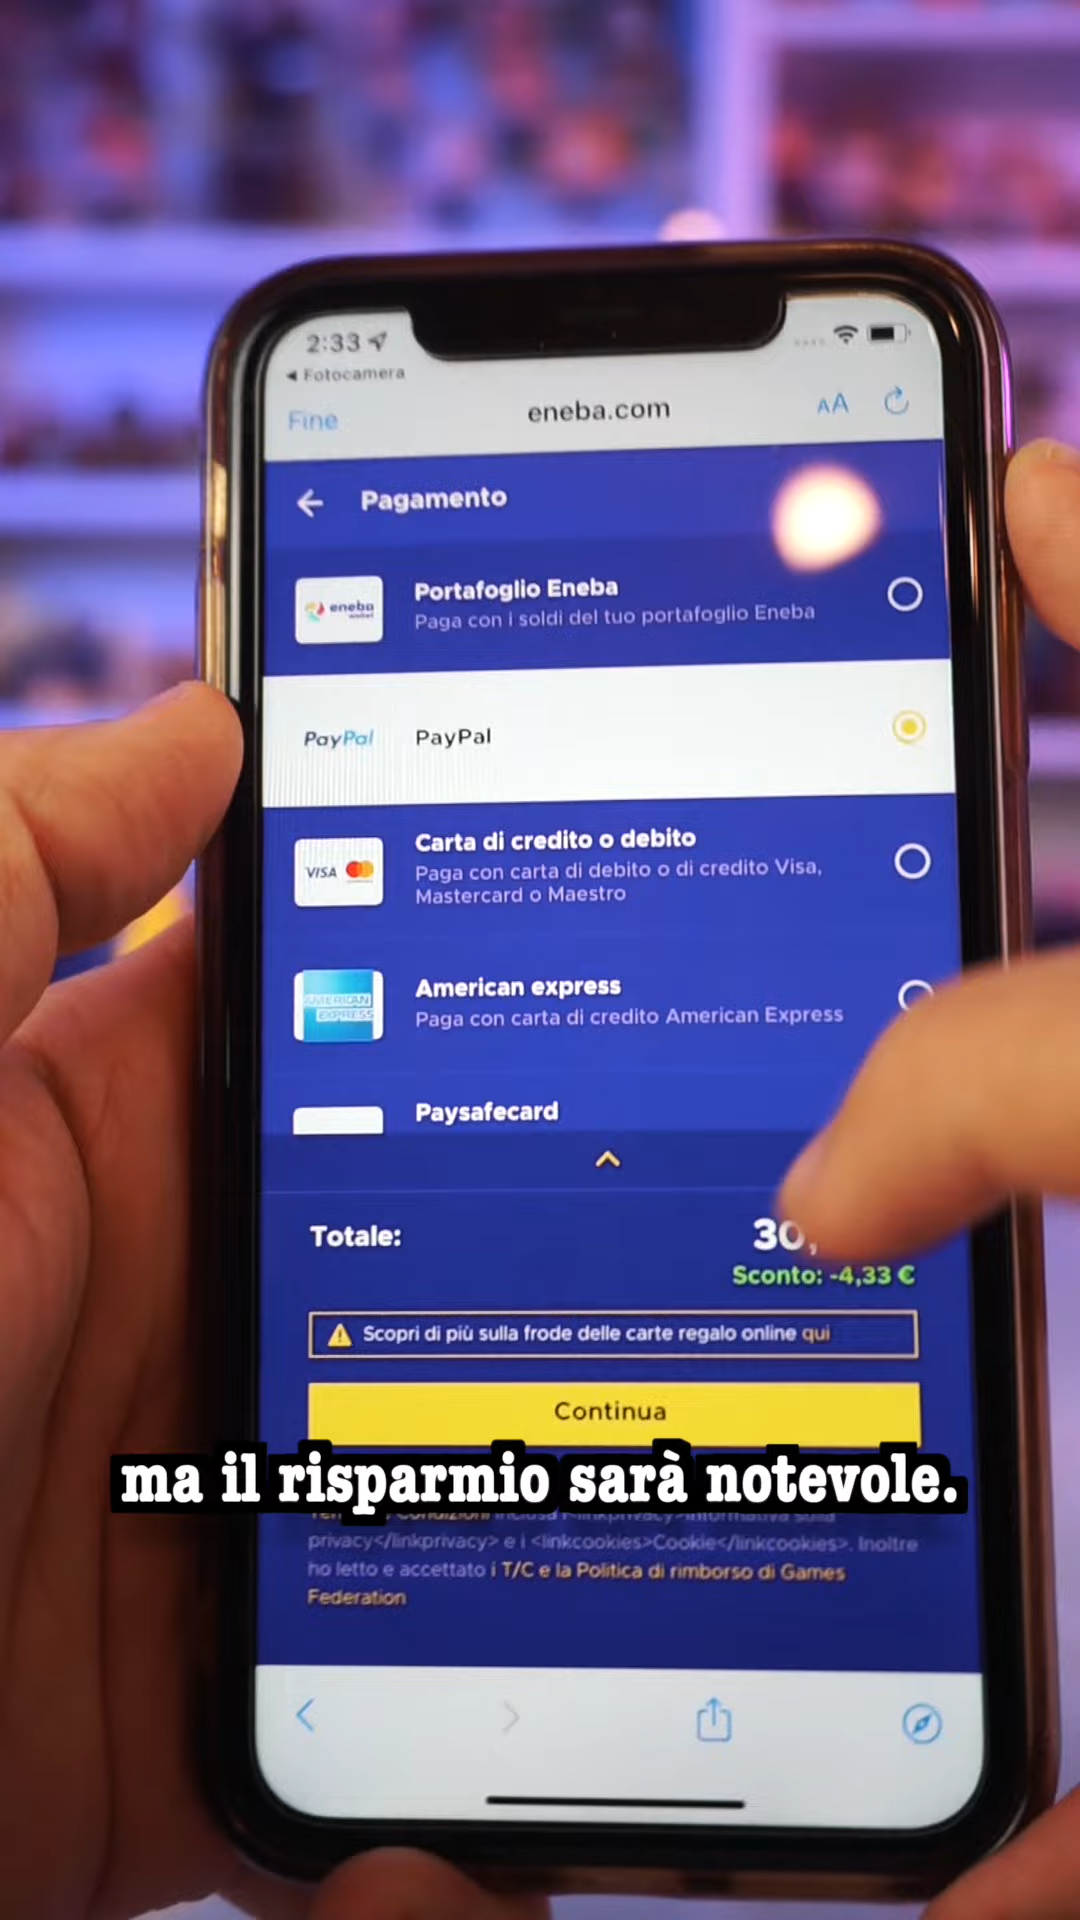 2:33
Fotocamera
Fine
eneba.com
AA
Pagamento
eneba
wallet
Portafoglio Eneba
Paga con i soldi del tuo portafoglio Eneba
PayPal
PayPal
VISA
Carta di credito o debito
Paga con carta di debito o di credito Visa,
Mastercard o Maestro
AMERICAN
EXPRESS
American express
Paga con carta di credito American Express
Paysafecard
Totale:
30,
Sconto: -4,33 €
Scopri di più sulla frode delle carte regalo online qui
Continua
ma il risparmio sarà notevole.
privacy</linkprivacy> e i <linkcookies>Cookie</linkcookies>. Inoltre
ho letto e accettato i T/C e la Politica di rimborso di Games
Federation